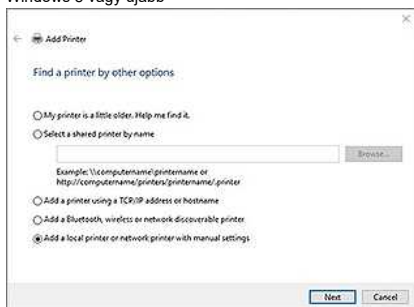 Windows 8 vagy újabb
Add Printer
Find a printer by other options
My printer is a little older. Help me find it.
Select a shared printer by name
Browse...
Example: \\computername\printername or
http://computername/printers/printername/.printer
Add a printer using a TCP/IP address or hostname
Add a Bluetooth, wireless or network discoverable printer
Add a local printer or network printer with manual settings
Next Cancel